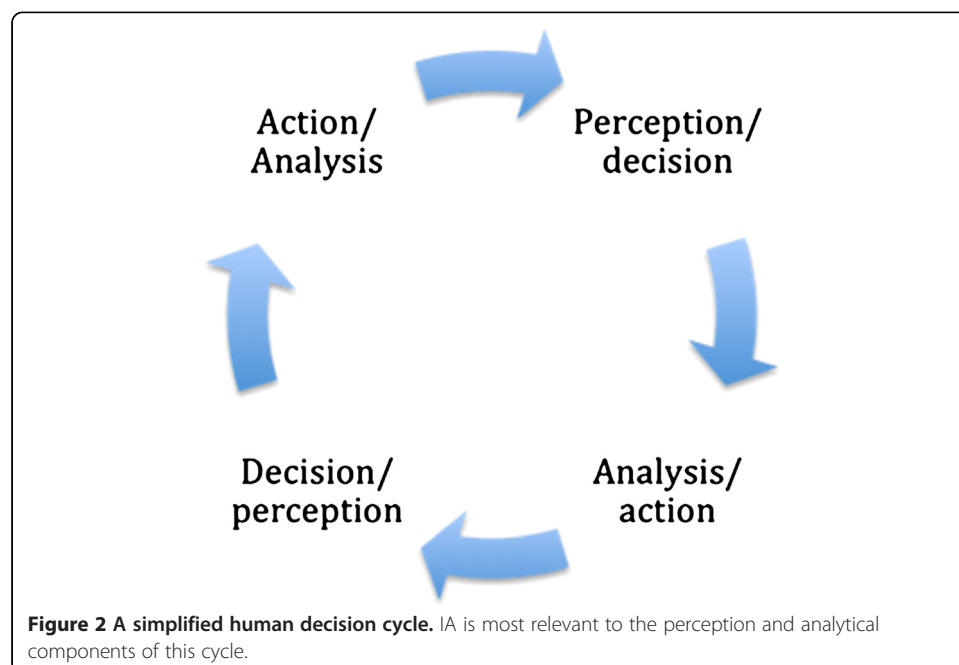 Action/
Analysis
Perception/
decision
Decision/
perception
Analysis/
action
Figure 2 A simplified human decision cycle. IA is most relevant to the perception and analytical
components of this cycle.